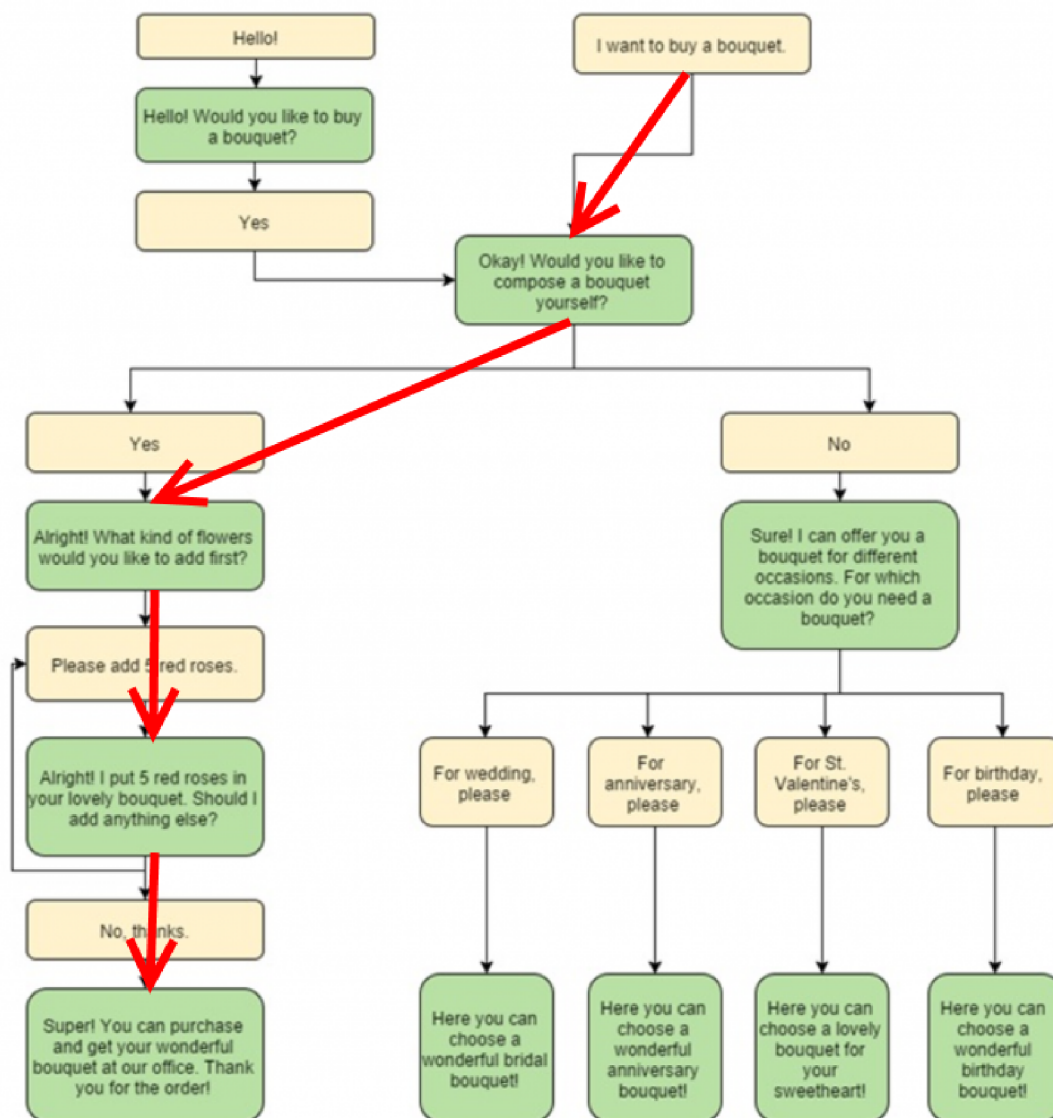 Hello!
I want to buy a bouquet.
Hello! Would you like to buy
a bouquet?
Yes
Okay! Would you like to
compose a bouquet
yourself?
Yes
No
Alright! What kind of flowers
would you like to add first?
Sure! I can offer you a
bouquet for different
occasions. For which
occasion do you need a
bouquet?
Please add 5 red roses.
Alright! I put 5 red roses in
your lovely bouquet. Should I
add anything else?
For wedding,
please
For
anniversary,
please
For St.
Valentine's,
please
For birthday,
please
No, thanks.
Super! You can purchase
and get your wonderful
bouquet at our office. Thank
you for the order!
Here you can
choose a
wonderful bridal
bouquet!
Here you can
choose a
wonderful
anniversary
bouquet!
Here you can
choose a lovely
bouquet for
your
sweetheart!
Here you can
choose a
wonderful
birthday
bouquet!